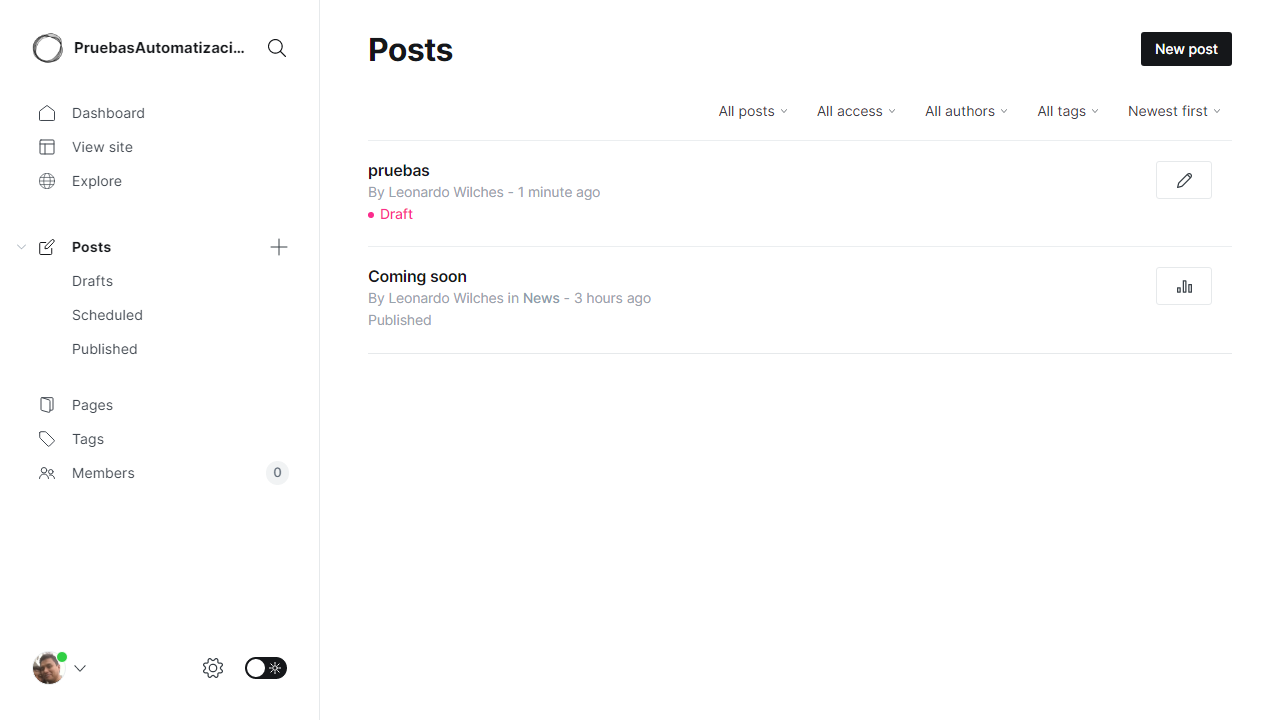 PruebasAutomatizaci...
Dashboard
View site
Explore
Posts
Drafts
Scheduled
Published
Pages
Tags
Members 0
Posts
New post
All posts All access All authors All tags Newest first
pruebas
By Leonardo Wilches - 1 minute ago
Draft
Coming soon
By Leonardo Wilches in News - 3 hours ago
Published